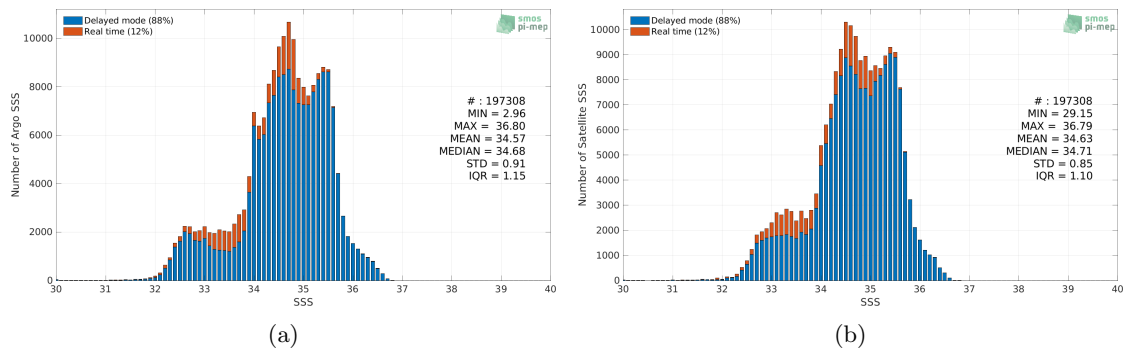 Delayed mode (88%)
Real time (12%)
smos
pi-mep
Number of Argo SSS
10000
8000
6000
4000
2000
0
# : 197308
MIN = 2.96
MAX = 36.80
MEAN = 34.57
MEDIAN = 34.68
STD = 0.91
IQR = 1.15
30 31 32 33 34 35 36 37 38 39 40
SSS
(a)
Delayed mode (88%)
Real time (12%)
smos
pi-mep
Number of Satellite SSS
10000
9000
8000
7000
6000
5000
4000
3000
2000
1000
0
# : 197308
MIN = 29.15
MAX = 36.79
MEAN = 34.63
MEDIAN = 34.71
STD = 0.85
IQR = 1.10
30 31 32 33 34 35 36 37 38 39 40
SSS
(b)